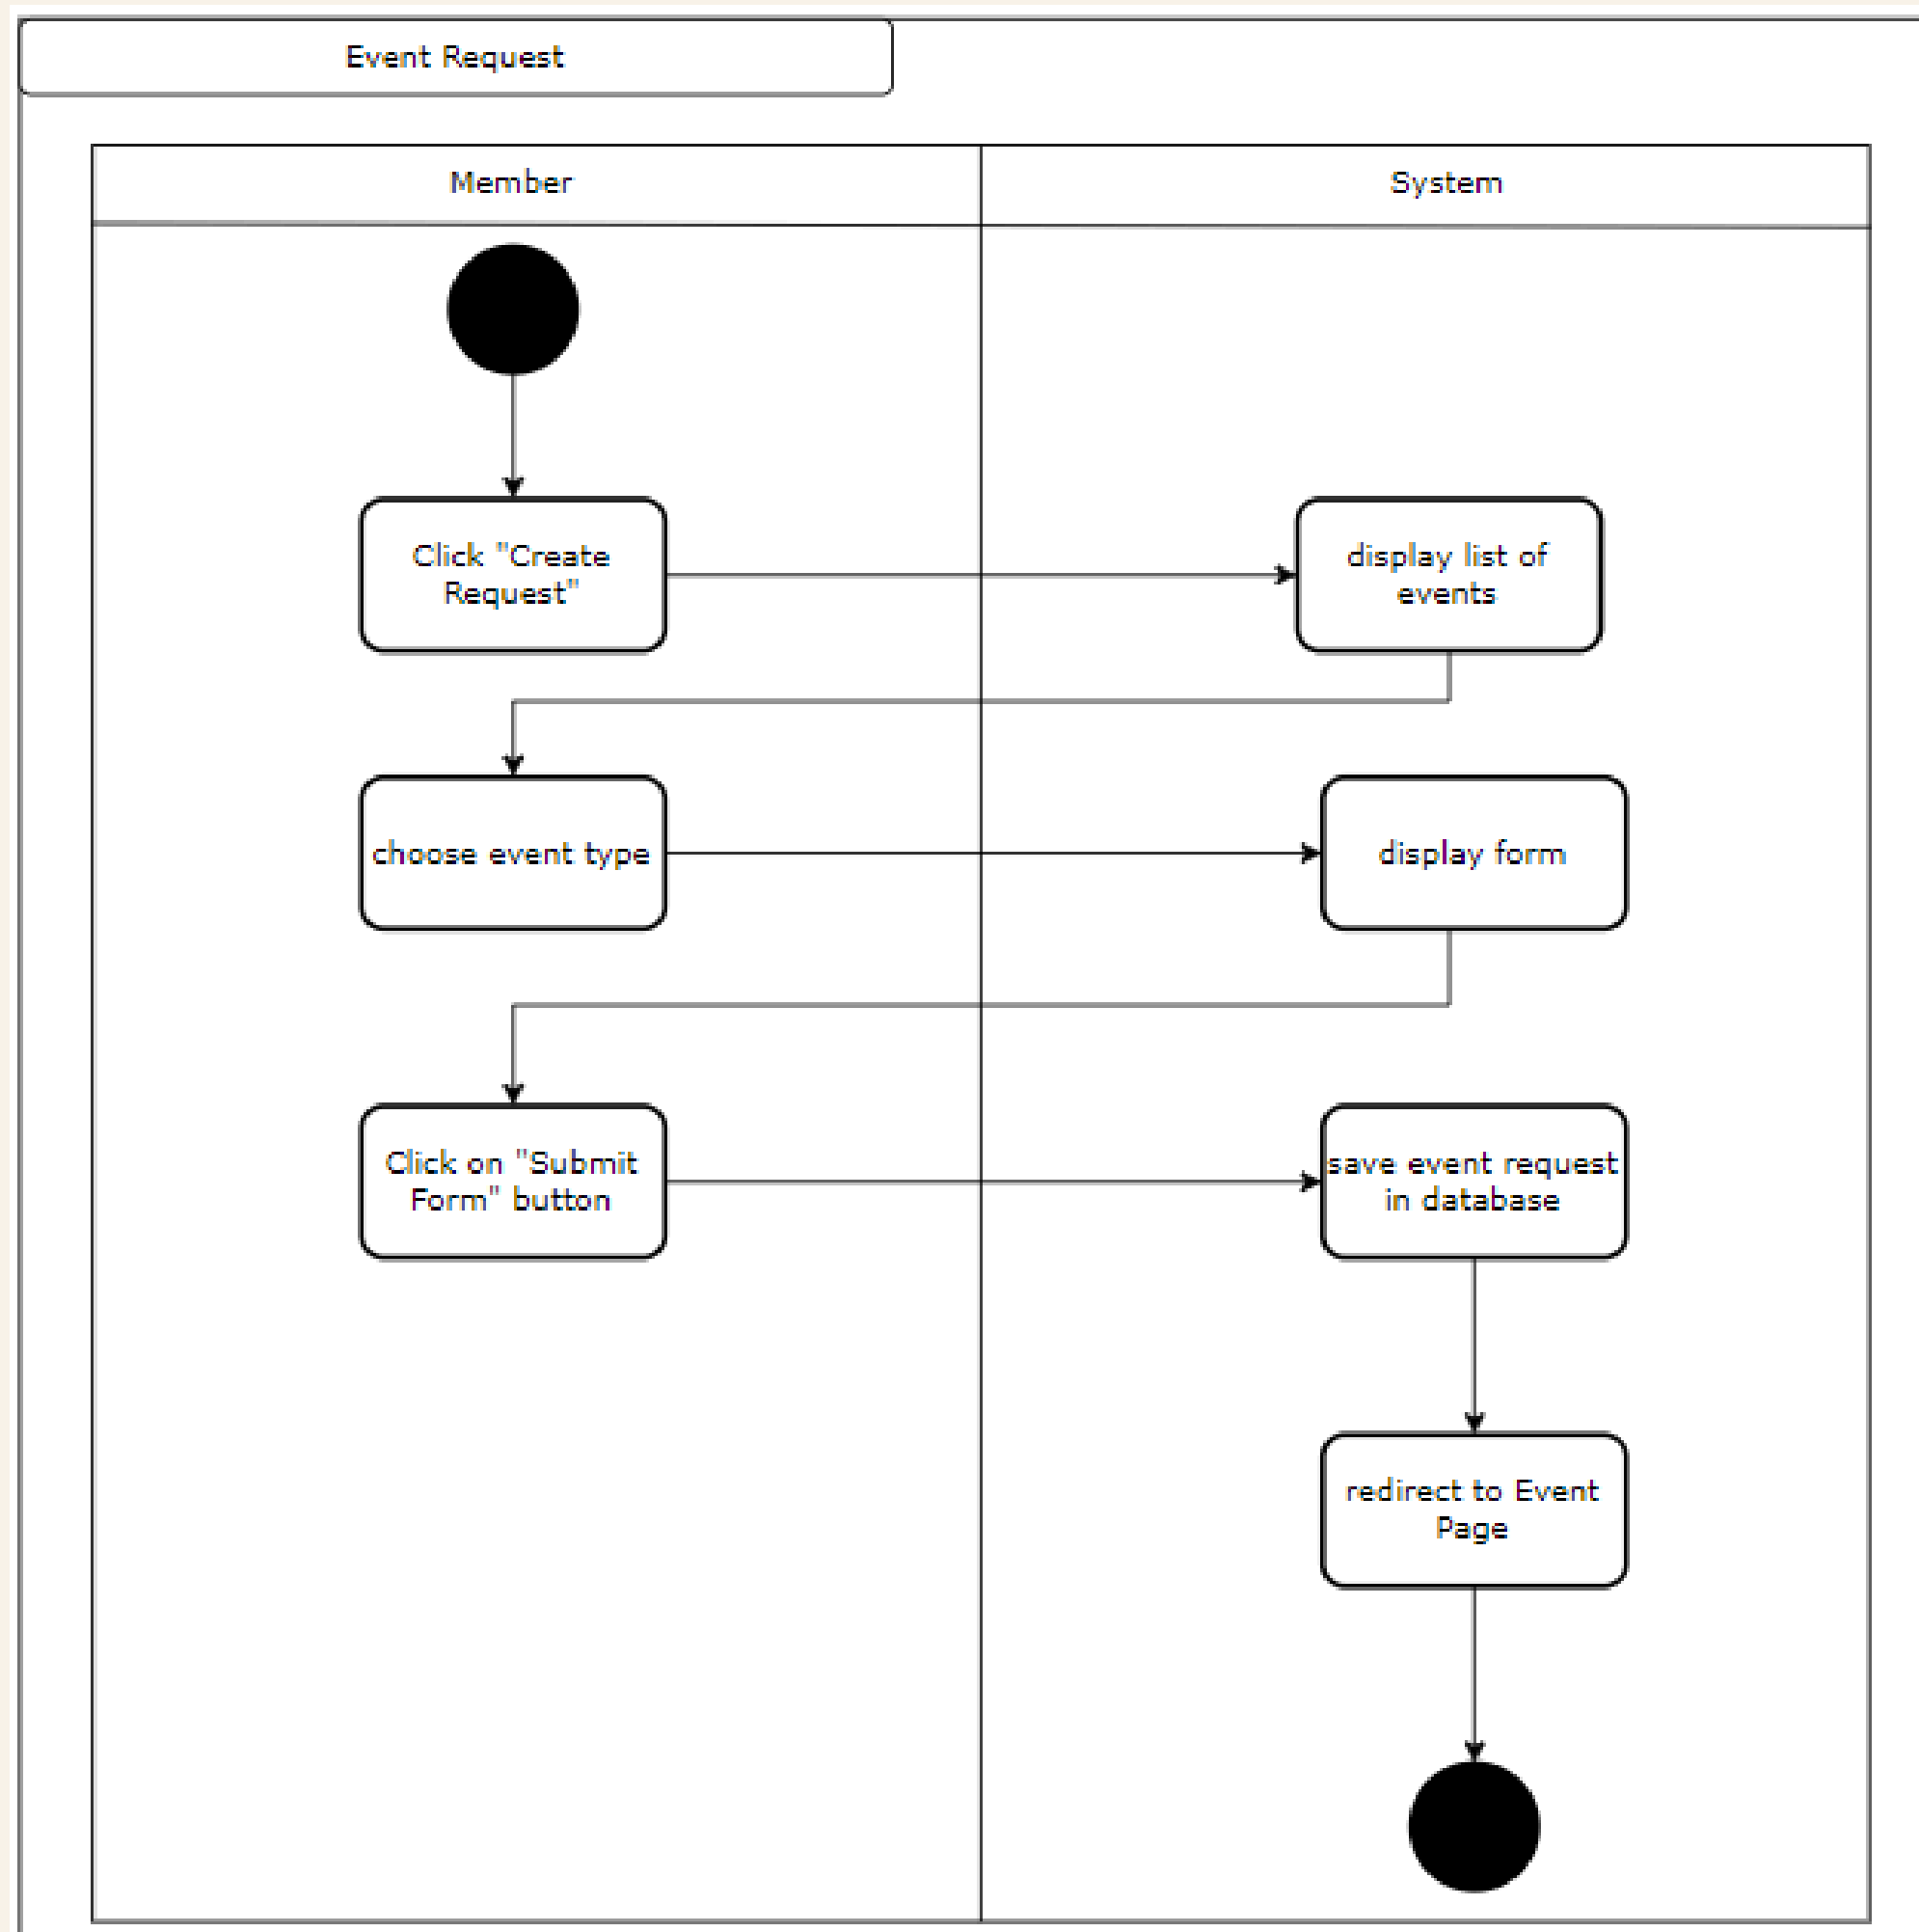 Event Request
Member
System
Click "Create
Request"
display list of
events
choose event type
display form
Click on "Submit
Form" button
save event request
in database
redirect to Event
Page